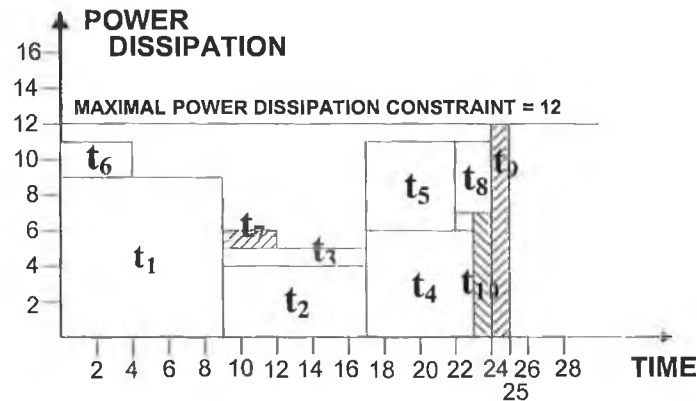 POWER
DISSIPATION
16
14
MAXIMAL POWER DISSIPATION CONSTRAINT = 12
12
10
8
6
4
2
t6
t1
t7
t3
t2
t5
t8
t9
t4
t10
2 4 6 8 10 12 14 16 18 20 22 24 26 28 TIME
25